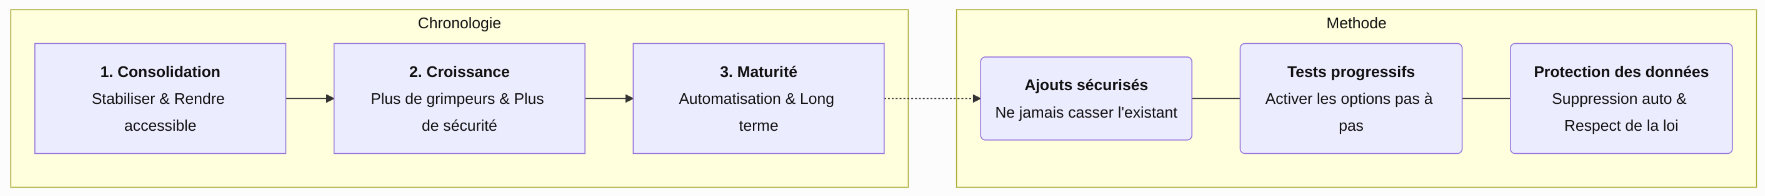 Chronologie
1. Consolidation
Stabiliser & Rendre
accessible
2. Croissance
Plus de grimpeurs & Plus
de sécurité
3. Maturité
Automatisation & Long
terme
Methode
Ajouts sécurisés
Ne jamais casser l'existant
Tests progressifs
Activer les options pas à
pas
Protection des données
Suppression auto &
Respect de la loi